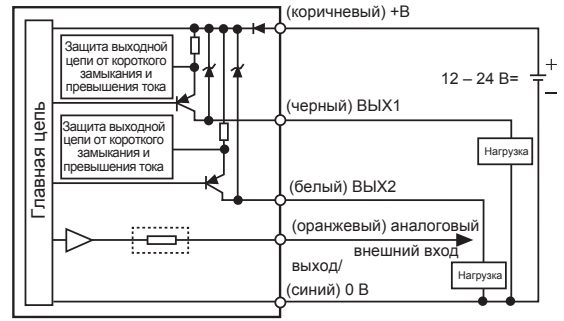 (коричневый) +В
Защита выходной
цепи от короткого
замыкания и
превышения тока
12 – 24 В=
+
–
(черный) ВЫХ1
Защита выходной
цепи от короткого
замыкания и
превышения тока
Нагрузка
Главная цепь
(белый) ВЫХ2
(оранжевый) аналоговый
внешний вход
выход/
Нагрузка
(синий) 0 В